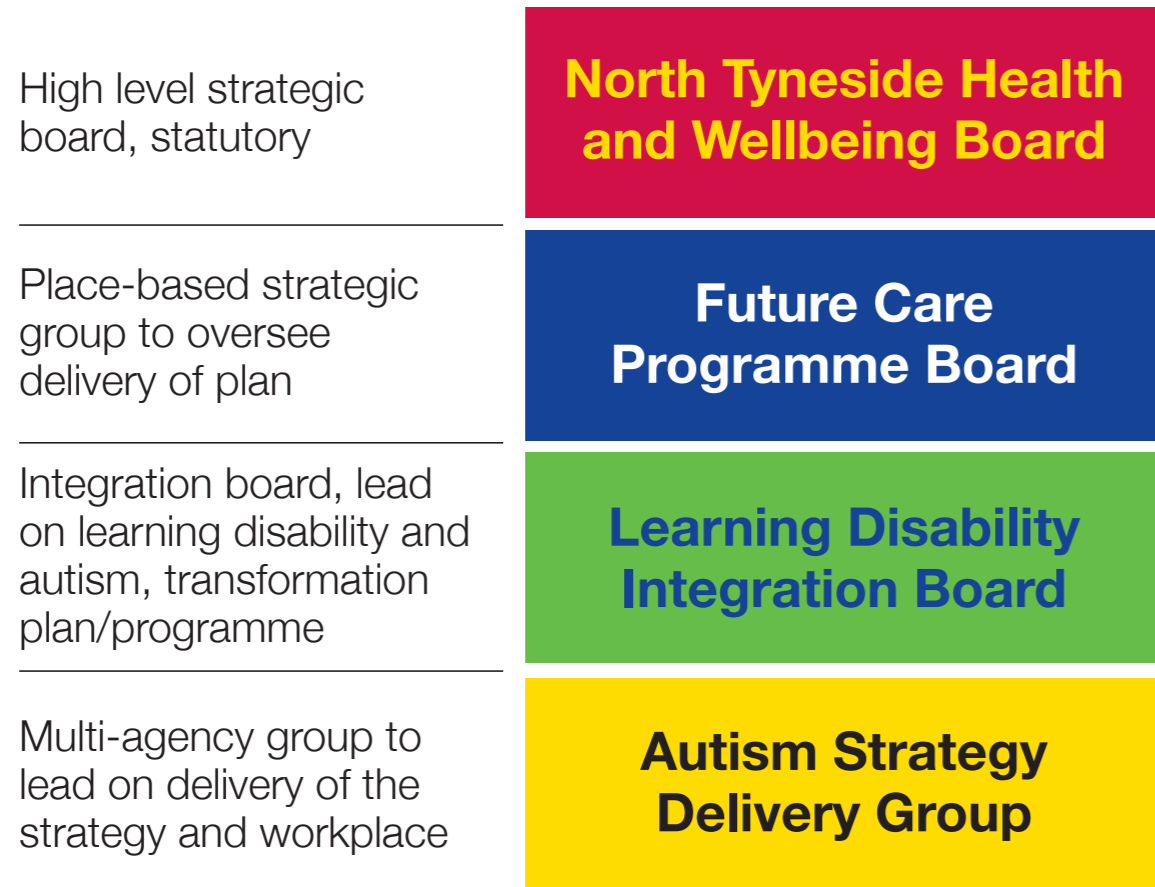 High level strategic
board, statutory
North Tyneside Health
and Wellbeing Board
Place-based strategic
group to oversee
delivery of plan
Future Care
Programme Board
Integration board, lead
on learning disability and
autism, transformation
plan/programme
Learning Disability
Integration Board
Multi-agency group to
lead on delivery of the
strategy and workplace
Autism Strategy
Delivery Group